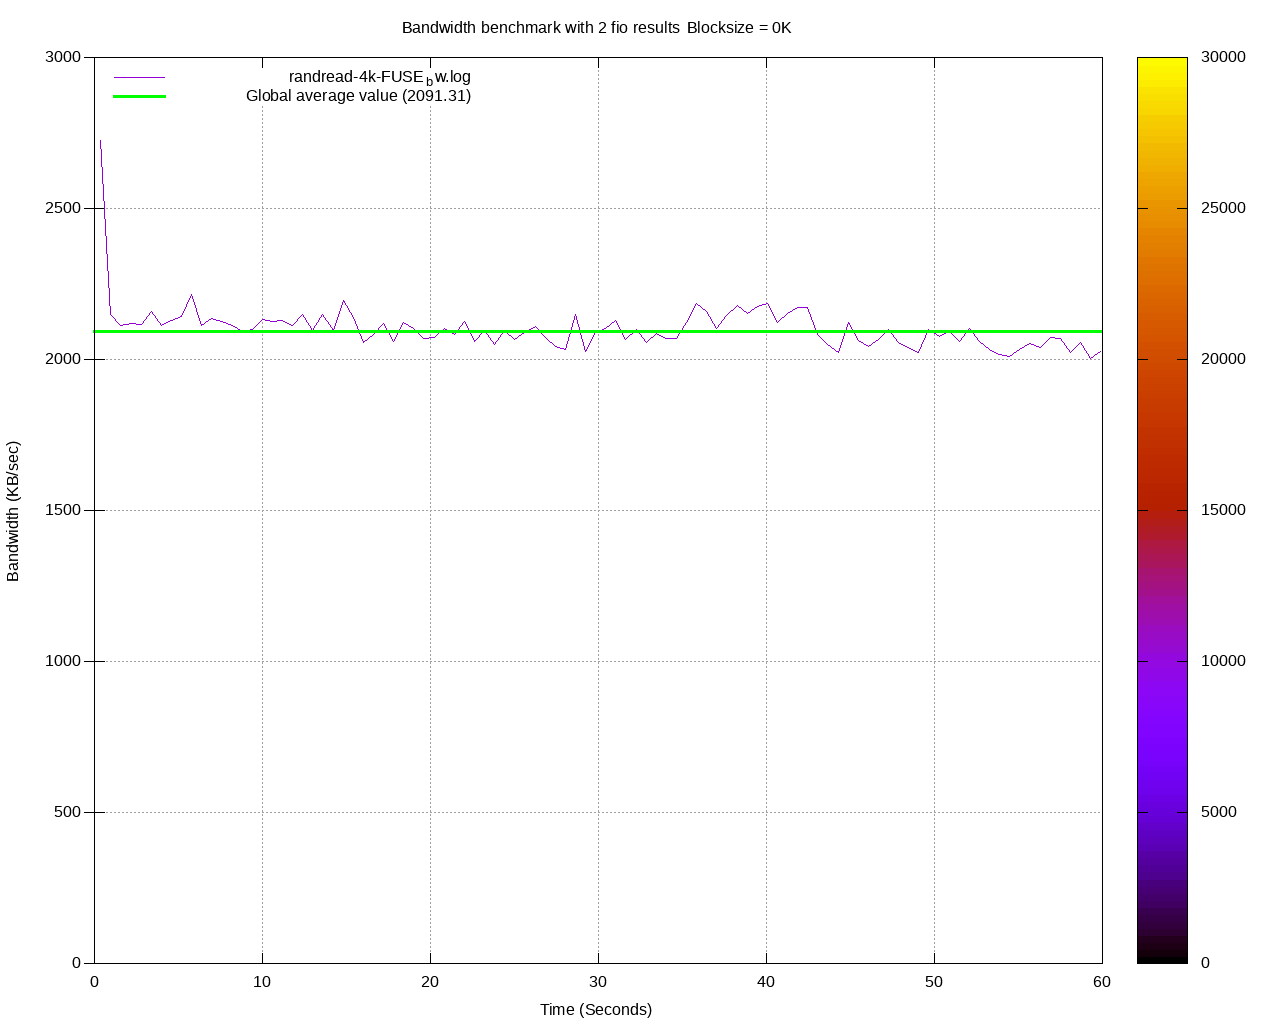 Bandwidth benchmark with 2 fio results Blocksize = 0K
randread-4k-FUSE_bw.log
Global average value (2091.31)
3000
2500
2000
1500
1000
500
0
Bandwidth (KB/sec)
0 10 20 30 40 50 60
Time (Seconds)
30000
25000
20000
15000
10000
5000
0